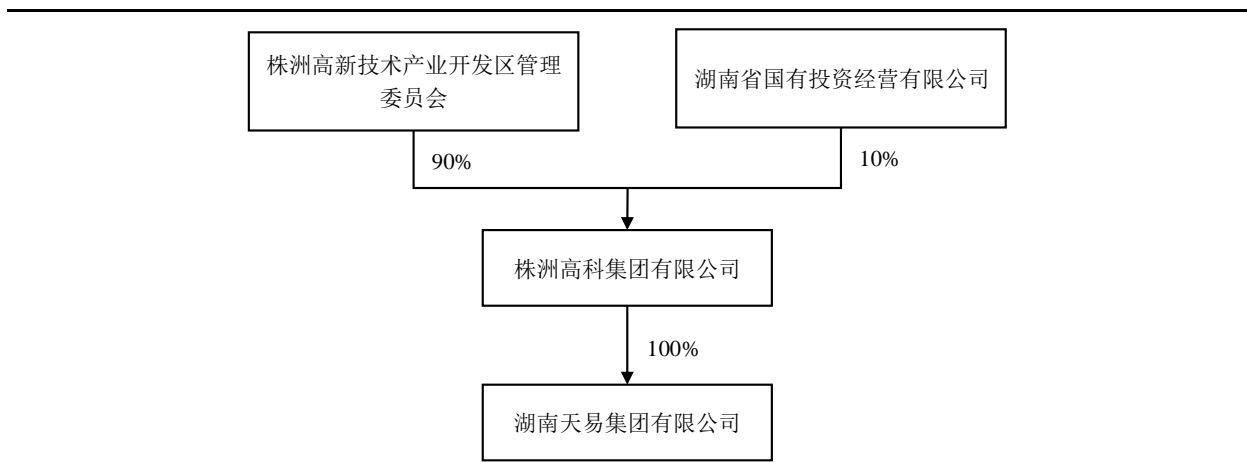 株洲高新技术产业开发区管理
委员会
湖南省国有投资经营有限公司
90%
10%
株洲高科集团有限公司
100%
湖南天易集团有限公司